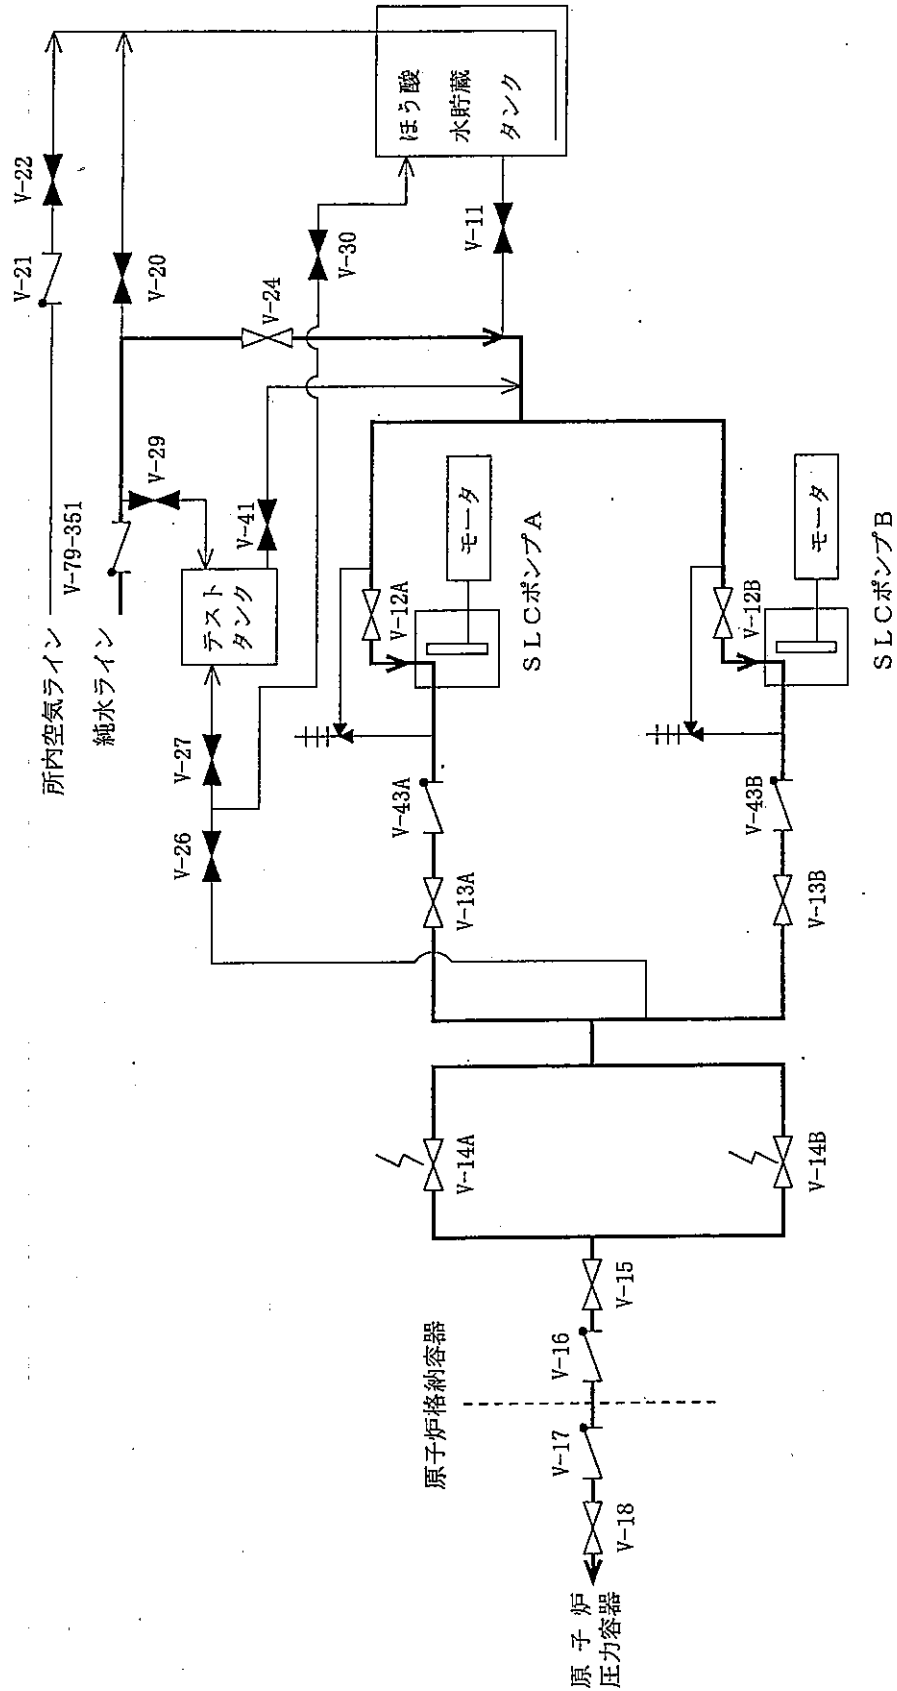 所内空気ライン
純水ライン
V-21
V-22
V-20
V-79-351
V-29
V-24
V-30
V-11
ほう酸
水貯蔵
タンク
テスト
タンク
V-41
V-27
V-26
V-12A
モータ
SLCポンプA
V-43A
V-13A
V-12B
モータ
SLCポンプB
V-43B
V-13B
V-14A
V-14B
V-15
V-16
原子炉格納容器
V-17
V-18
原子炉
圧力容器